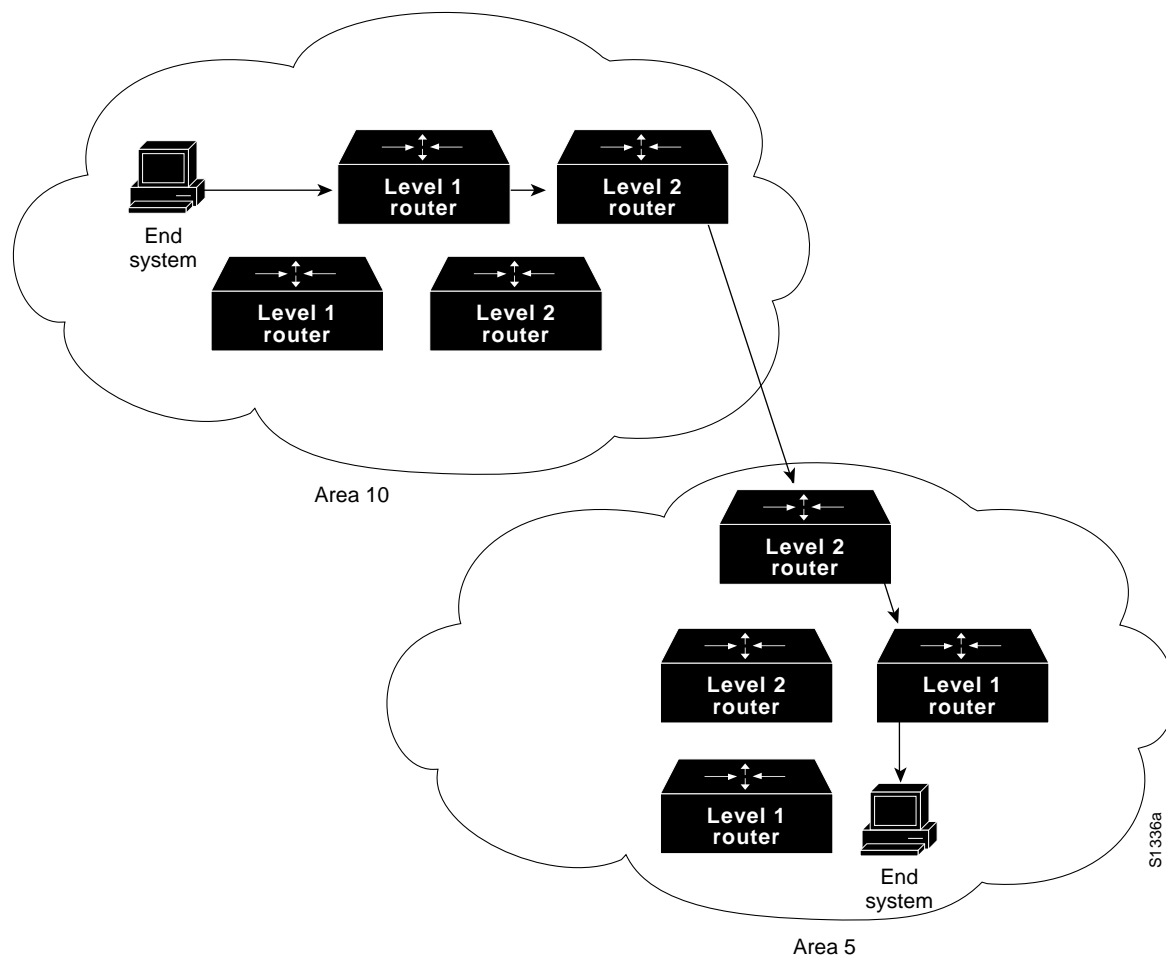 Level 1
router
Level 2
router
End
system
Level 1
router
Level 2
router
Area 10
Level 2
router
Level 2
router
Level 1
router
Level 1
router
End
system
S1336a
Area 5